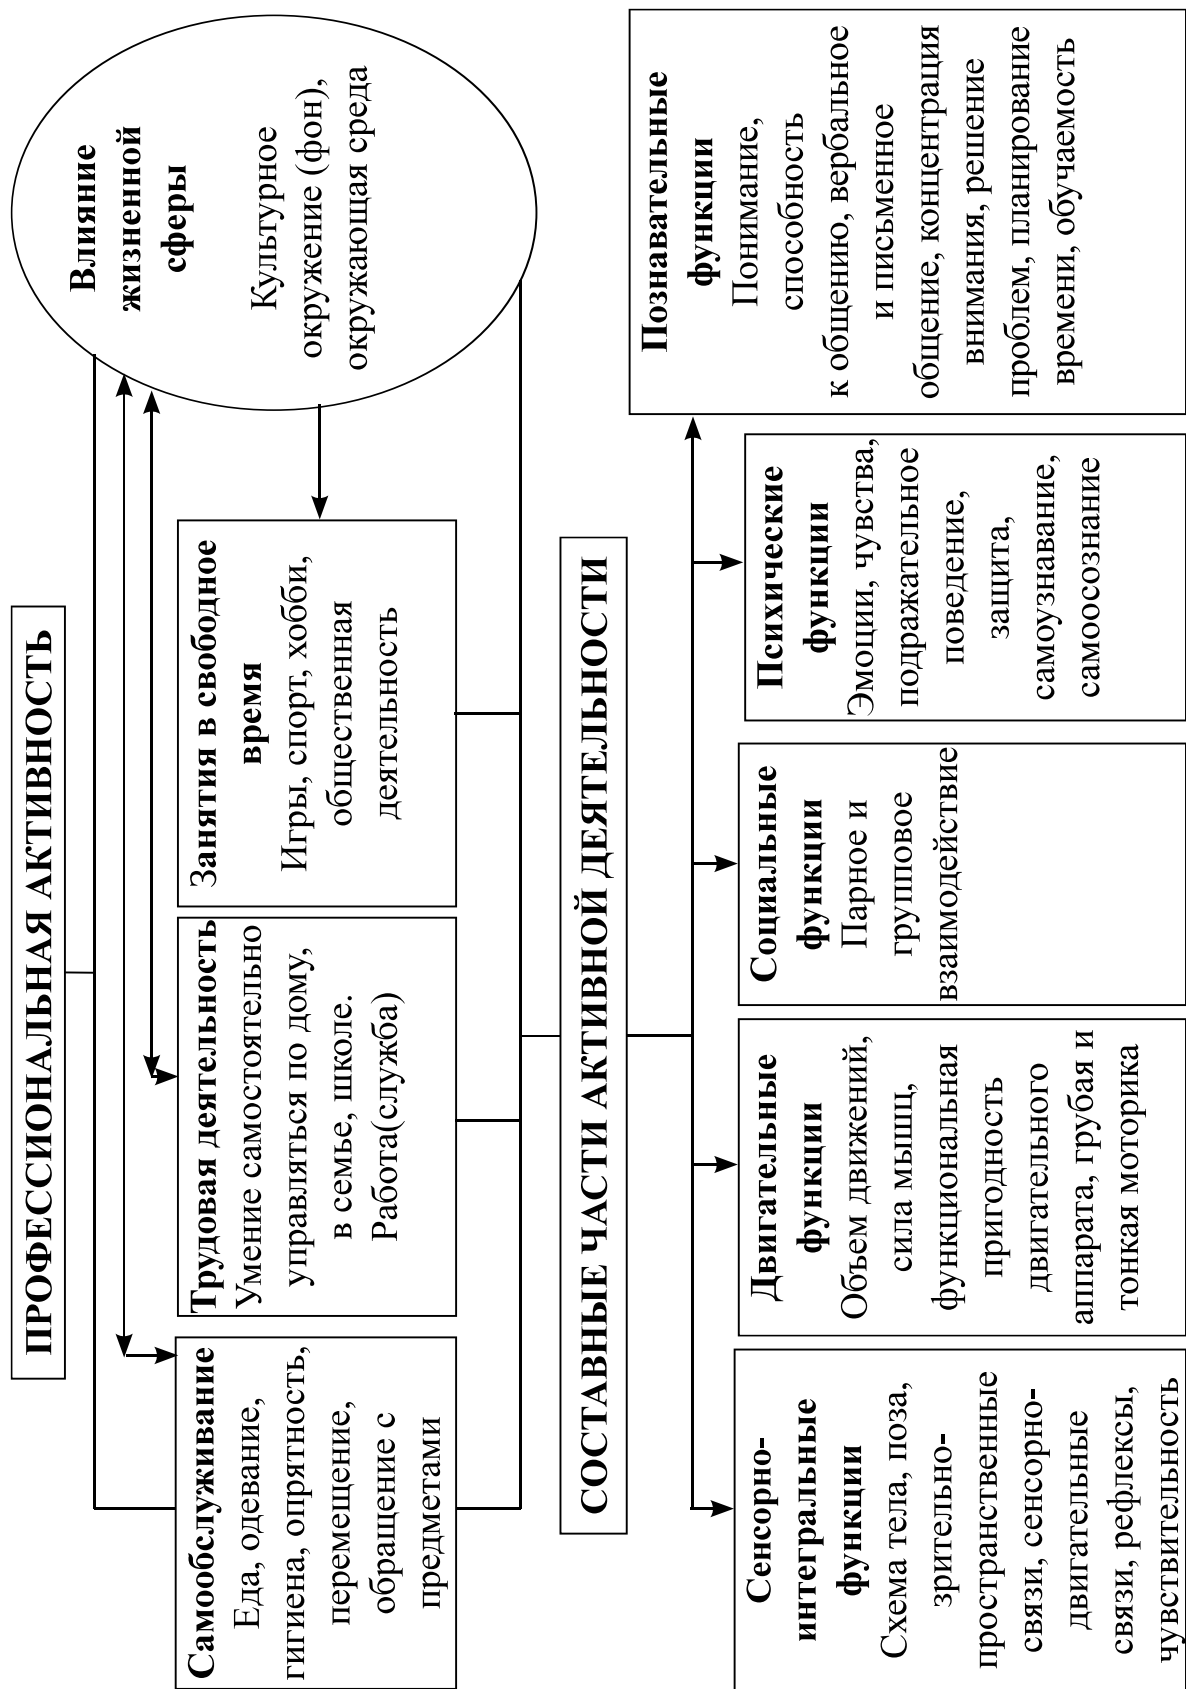 ПРОФЕССИОНАЛЬНАЯ АКТИВНОСТЬ
Самообслуживание
Еда, одевание,
гигиена, опрятность,
перемещение,
обращение с
предметами
Трудовая деятельность
Умение самостоятельно
управляться по дому,
в семье, школе.
Работа(служба)
Занятия в свободное
время
Игры, спорт, хобби,
общественная
деятельность
Влияние
жизненной
сферы
Культурное
окружение (фон),
окружающая среда
СОСТАВНЫЕ ЧАСТИ АКТИВНОЙ ДЕЯТЕЛЬНОСТИ
Сенсорно-
интегральные
функции
Схема тела, поза,
зрительно-
пространственные
связи, сенсорно-
двигательные
связи, рефлексы,
чувствительность
Двигательные
функции
Объем движений,
сила мышц,
функциональная
пригодность
двигательного
аппарата, грубая и
тонкая моторика
Социальные
функции
Парное и
групповое
взаимодействие
Психические
функции
Эмоции, чувства,
подражательное
поведение,
защита,
самоузнавание,
самоосознание
Познавательные
функции
Понимание,
способность
к общению, вербальное
и письменное
общение, концентрация
внимания, решение
проблем, планирование
времени, обучаемость